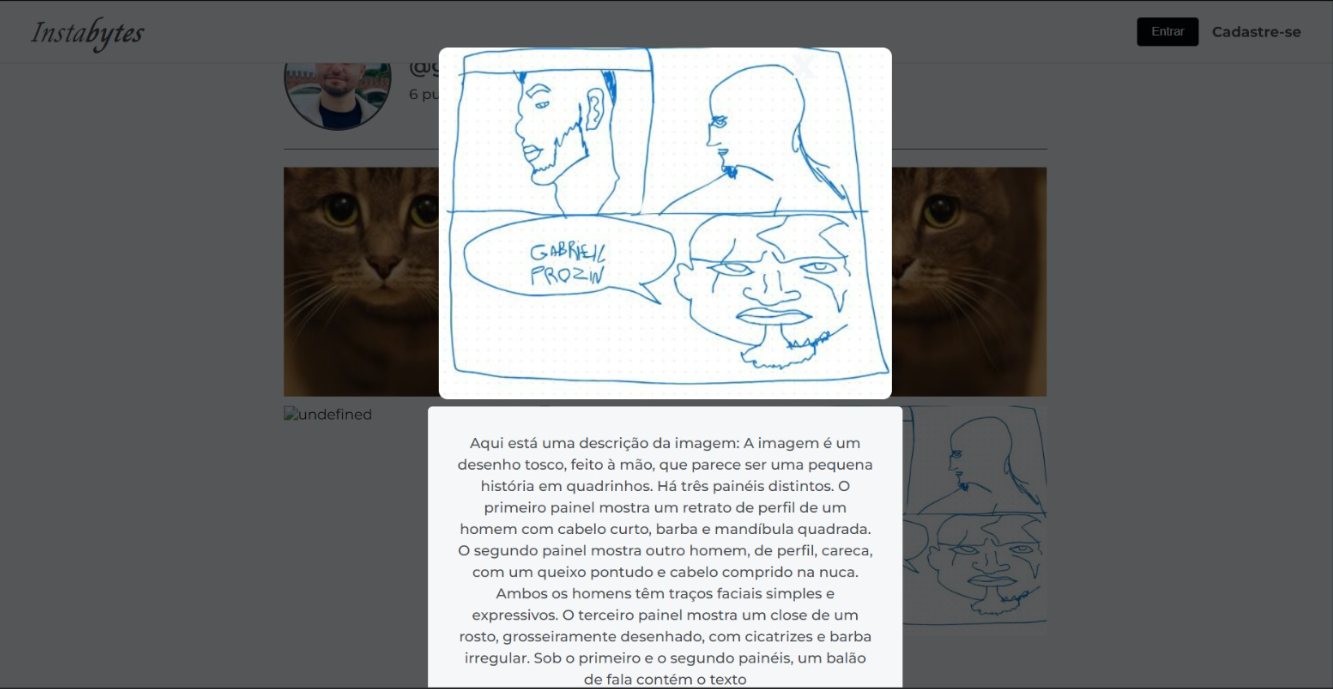 Instabytes
Entrar
Cadastre-se
6 pu
GABRIEL
PROZIN
undefined
Aqui está uma descrição da imagem: A imagem é um
desenho tosco, feito à mão, que parece ser uma pequena
história em quadrinhos. Há três painéis distintos. O
primeiro painel mostra um retrato de perfil de um
homem com cabelo curto, barba e mandíbula quadrada.
O segundo painel mostra outro homem, de perfil, careca,
com um queixo pontudo e cabelo comprido na nuca.
Ambos os homens têm traços faciais simples e
expressivos. O terceiro painel mostra um close de um
rosto, grosseiramente desenhado, com cicatrizes e barba
irregular. Sob o primeiro e o segundo painéis, um balão
de fala contém o texto